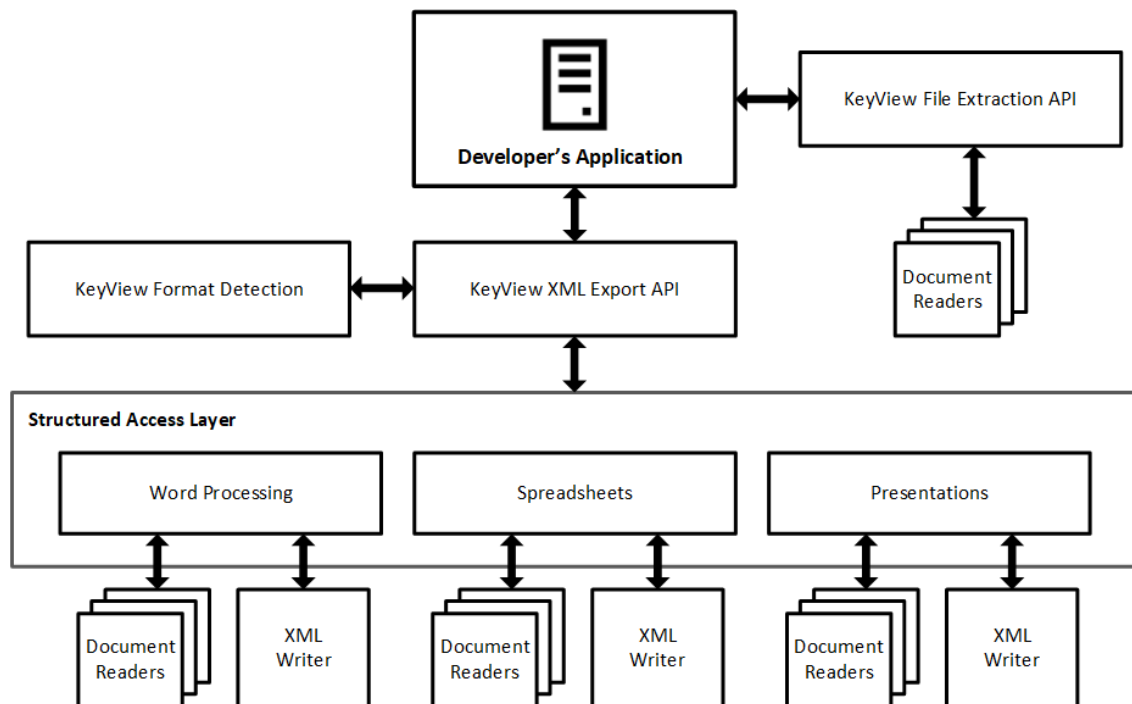 KeyView File Extraction API
Developer's Application
KeyView Format Detection
KeyView XML Export API
Document
Readers
Structured Access Layer
Word Processing
Spreadsheets
Presentations
Document
Readers
XML
Writer
Document
Readers
XML
Writer
Document
Readers
XML
Writer